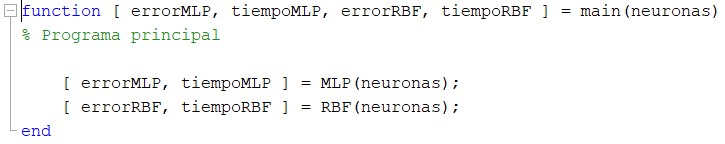 function [ errorMLP, tiempoMLP, errorRBF, tiempoRBF ] = main(neuronas)
% Programa principal
[ errorMLP, tiempoMLP ] = MLP(neuronas);
[ errorRBF, tiempoRBF ] = RBF(neuronas);
end